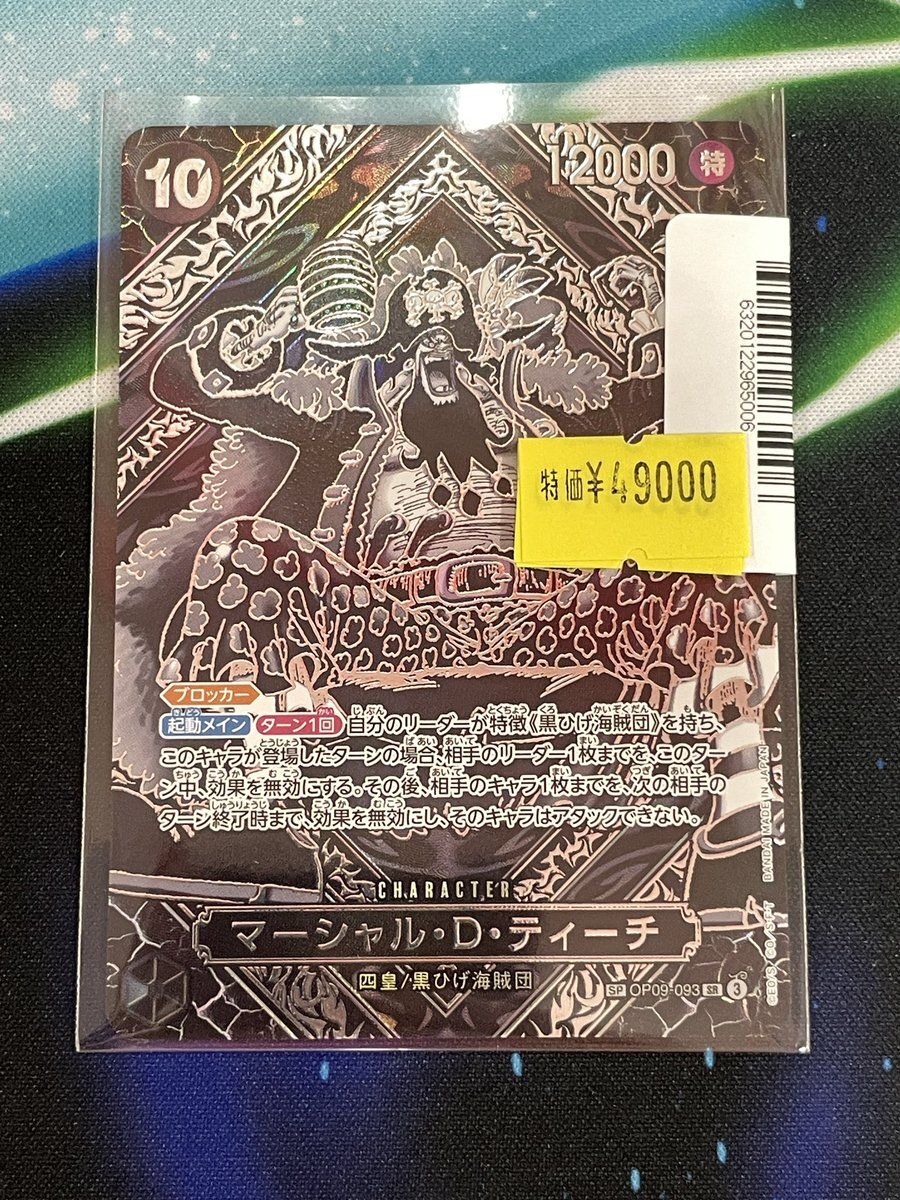 10
12000 特
6320122965006
特価¥49000
ブロッカー
起動メイン ターン1回 自分のリーダーが特徴《黒ひげ海賊団》を持ち、
このキャラが登場したターンの場合、相手のリーダー1枚までを、このター
ン中、効果を無効にする。その後、相手のキャラ1枚までを、次の相手の
ターン終了時まで、効果を無効にし、そのキャラはアタックできない。
CHARACTER
マーシャル・D・ティーチ
四皇/黒ひげ海賊団
SP OP09-093 SR 3
©E.O/S. ©.O/S,F,T BANDAI MADE IN JAPAN